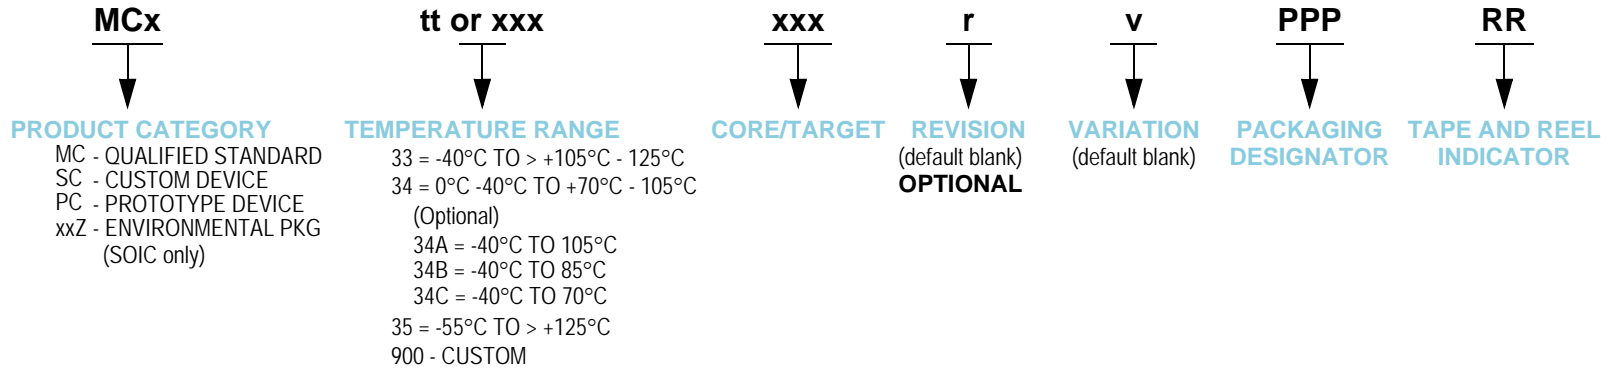 MCx tt or xxx xxx r v PPP RR
PRODUCT CATEGORY
MC - QUALIFIED STANDARD
SC - CUSTOM DEVICE
PC - PROTOTYPE DEVICE
xxZ - ENVIRONMENTAL PKG
(SOIC only)
TEMPERATURE RANGE
33 = -40°C TO > +105°C - 125°C
34 = 0°C -40°C TO +70°C - 105°C
(Optional)
34A = -40°C TO 105°C
34B = -40°C TO 85°C
34C = -40°C TO 70°C
35 = -55°C TO > +125°C
900 - CUSTOM
CORE/TARGET
REVISION
(default blank)
OPTIONAL
VARIATION
(default blank)
PACKAGING
DESIGNATOR
TAPE AND REEL
INDICATOR